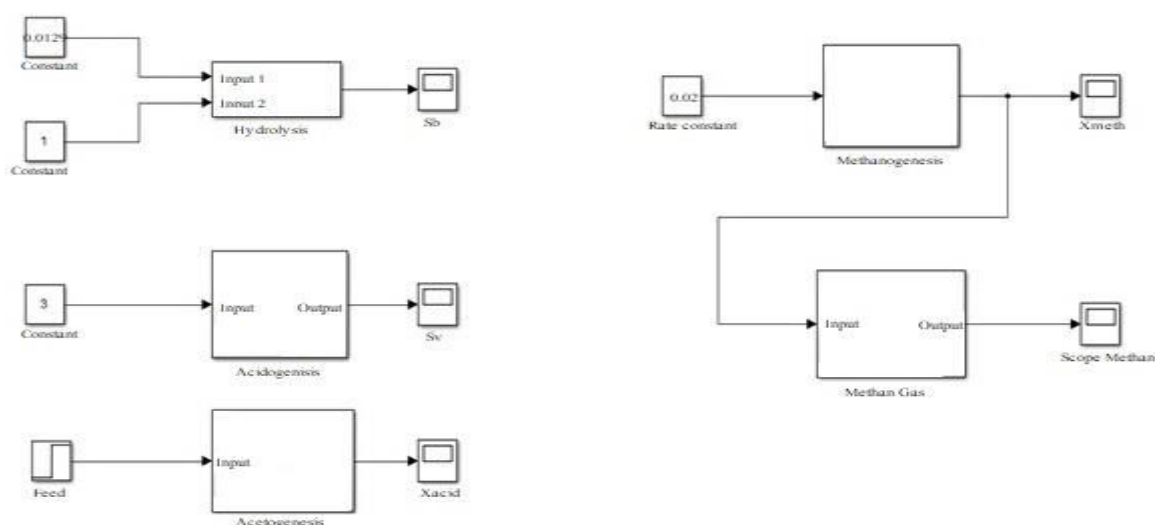 0.0129
Constant
Input 1
Input 2
Hydrolysis
Sb
1
Constant
3
Constant
Input
Output
Acidogenisis
Sv
Feed
Input
Acetogenesis
Xacid
0.02
Rate constant
Methanogenesis
Xmeth
Input
Output
Methan Gas
Scope Methan